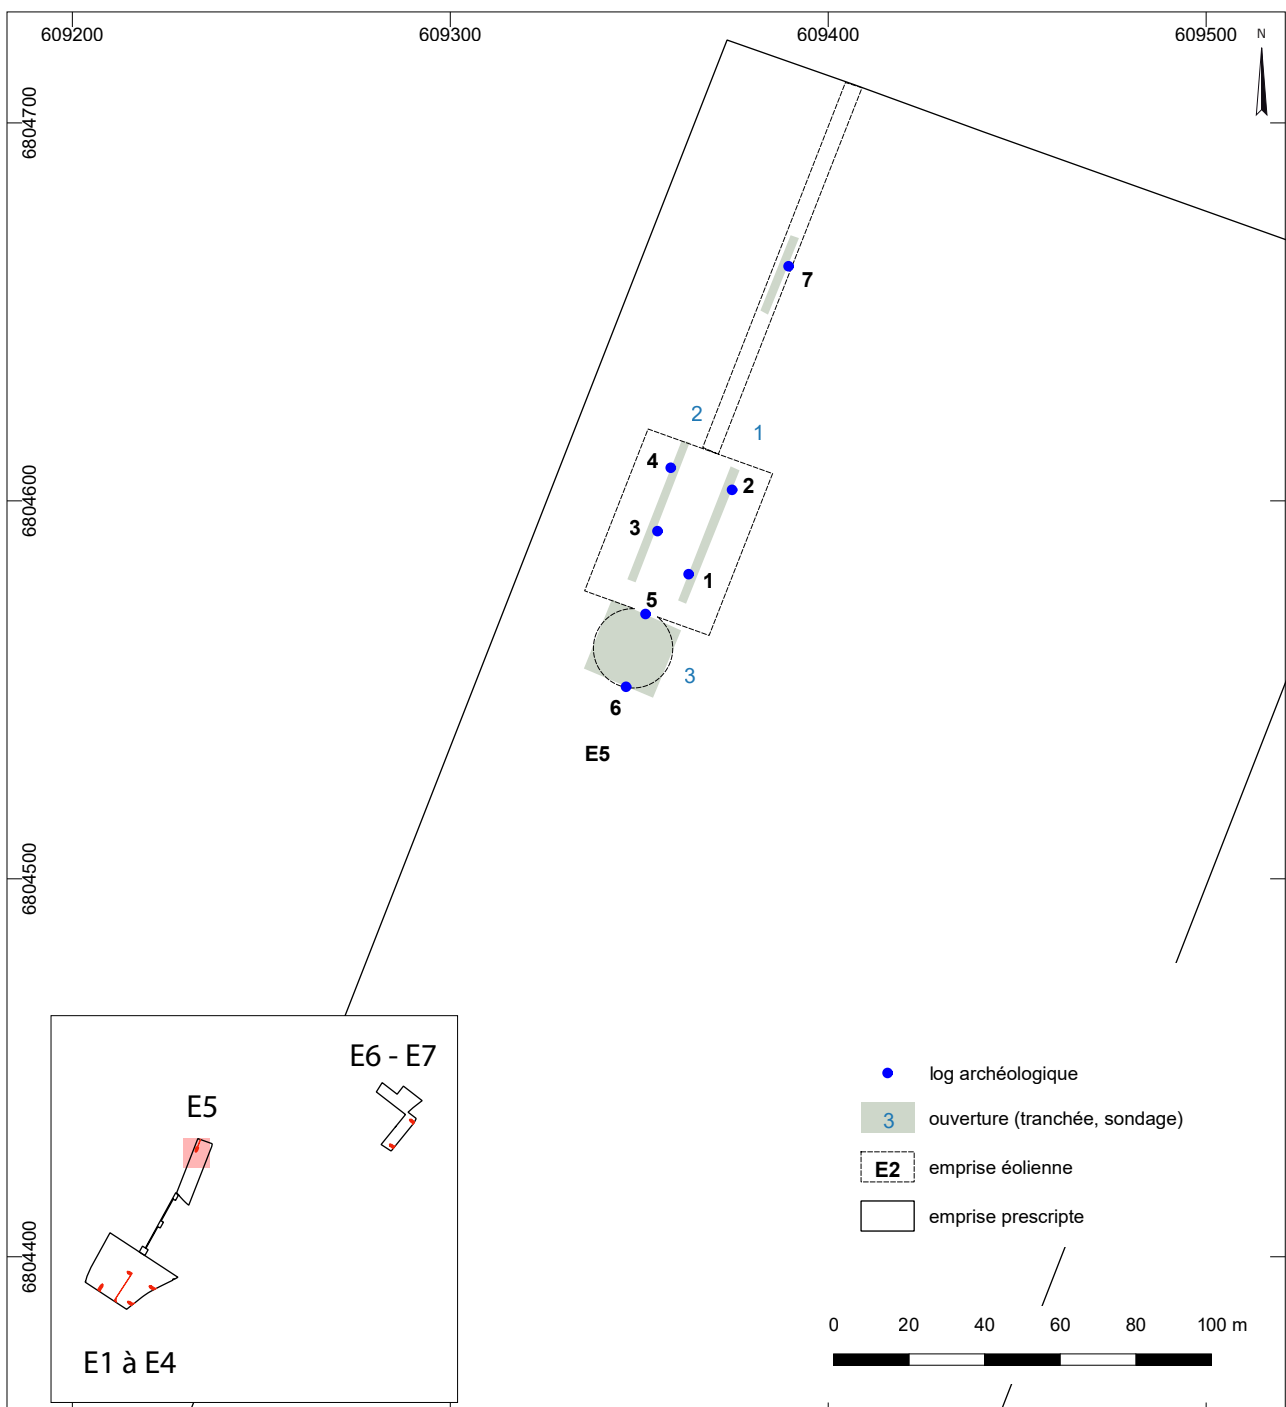 609200
609300
609400
609500
N
6804700
7
2
1
4
2
3
1
5
3
6
E5
6804600
6804500
6804400
E6 - E7
E5
E1 à E4
log archéologique
3 ouverture (tranchée, sondage)
E2 emprise éolienne
emprise prescripte
0 20 40 60 80 100 m